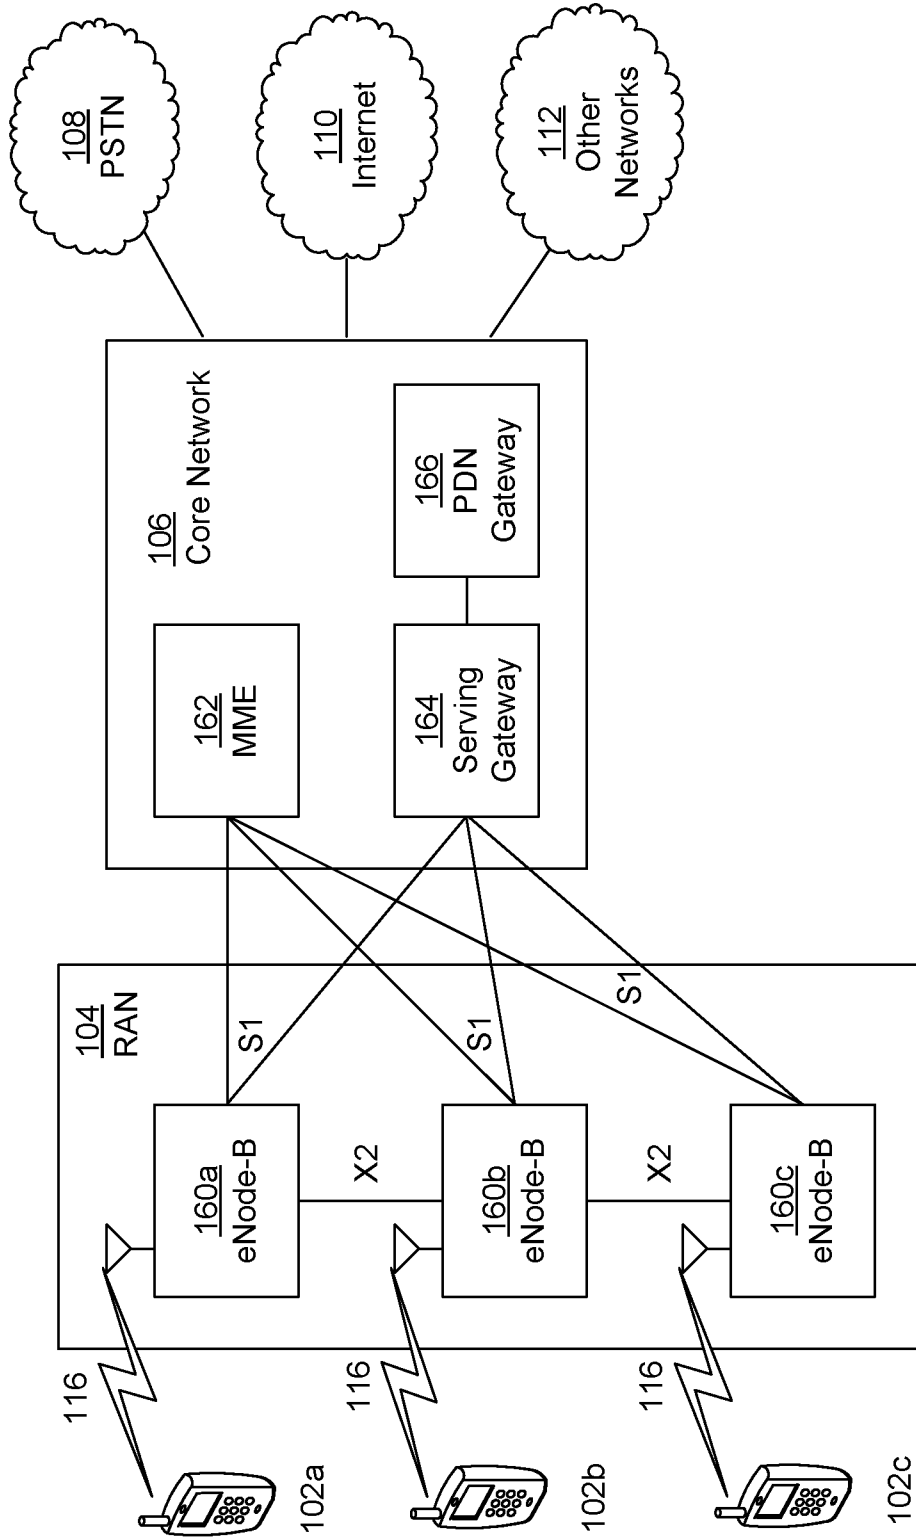 116
102a
116
102b
116
102c
104
RAN
160a
eNode-B
X2
160b
eNode-B
X2
160c
eNode-B
S1
S1
S1
106
Core Network
162
MME
164
Serving
Gateway
166
PDN
Gateway
108
PSTN
110
Internet
112
Other
Networks